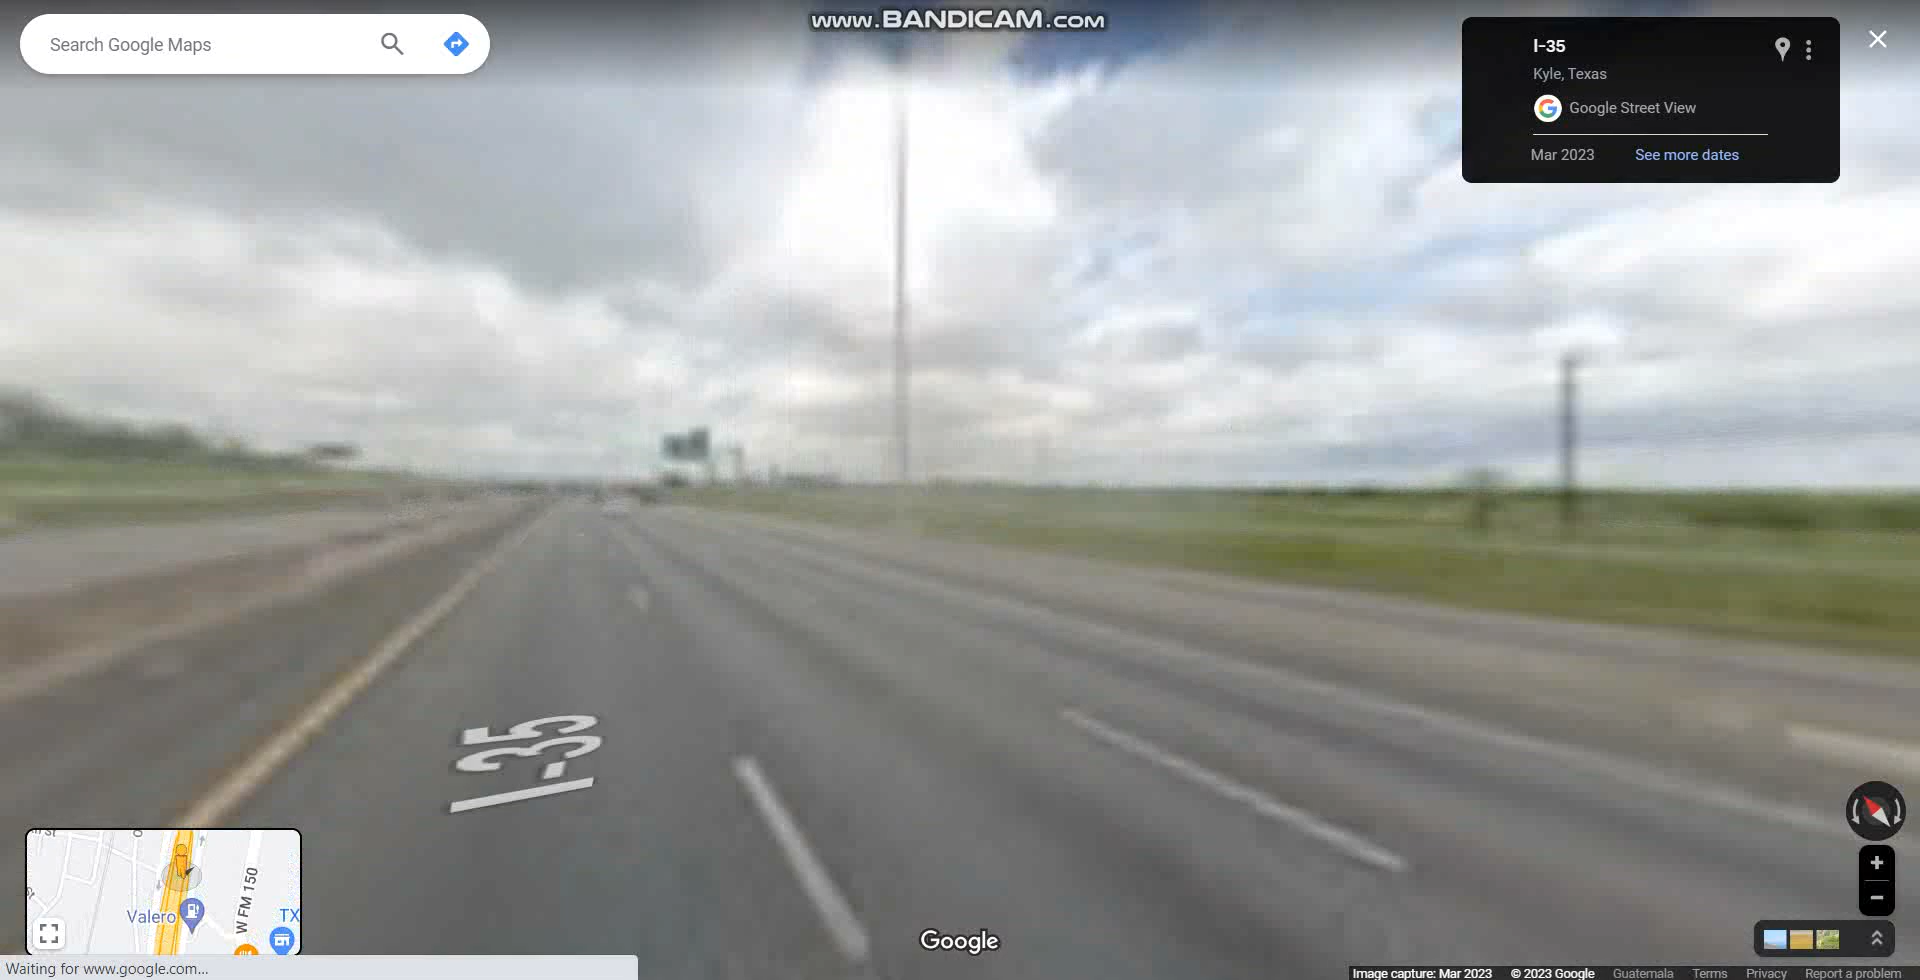 www.BANDICAM.com
Search Google Maps
I-35
Kyle, Texas
Google Street View
Mar 2023 See more dates
I-35
W FM 150
Valero
TX
Google
Waiting for www.google.com...
Image capture: Mar 2023 © 2023 Google Guatemala Terms Privacy Report a problem